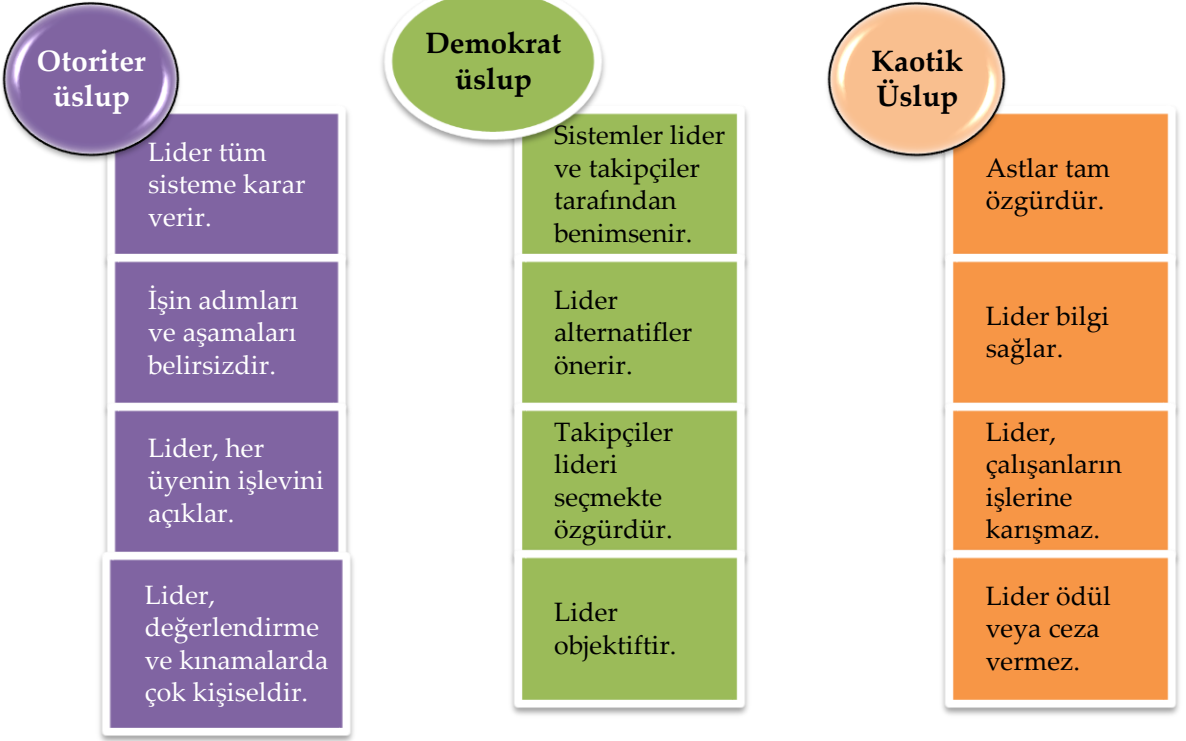 Otoriter
üslup
Lider tüm
sisteme karar
verir.
İşin adımları
ve aşamaları
belirsizdir.
Lider, her
üyenin işlevini
açıklar.
Lider,
değerlendirme
ve kınamalarda
çok kişiseldir.
Demokrat
üslup
Sistemler lider
ve takipçiler
tarafından
benimsenir.
Lider
alternatifler
önerir.
Takipçiler
lideri
seçmekte
özgürdür.
Lider
objektiftir.
Kaotik
Üslup
Astlar tam
özgürdür.
Lider bilgi
sağlar.
Lider,
çalışanların
işlerine
karışmaz.
Lider ödül
veya ceza
vermez.